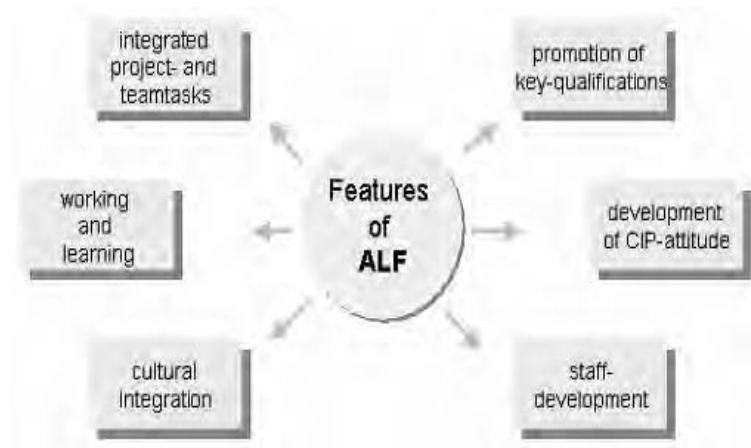 integrated
project- and
teamtasks
promotion of
key-qualifications
working
and
learning
Features
of
ALF
development
of CIP-attitude
cultural
integration
staff-
development